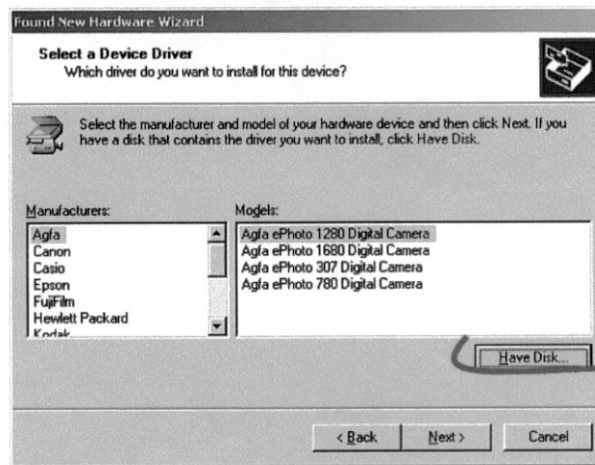 Found New Hardware Wizard
Select a Device Driver
Which driver do you want to install for this device?
Select the manufacturer and model of your hardware device and then click Next. If you
have a disk that contains the driver you want to install, click Have Disk.
Manufacturers:
Agfa
Canon
Casio
Epson
FujiFilm
Hewlett Packard
Kodak
Models:
Agfa ePhoto 1280 Digital Camera
Agfa ePhoto 1680 Digital Camera
Agfa ePhoto 307 Digital Camera
Agfa ePhoto 780 Digital Camera
Have Disk...
< Back
Next >
Cancel